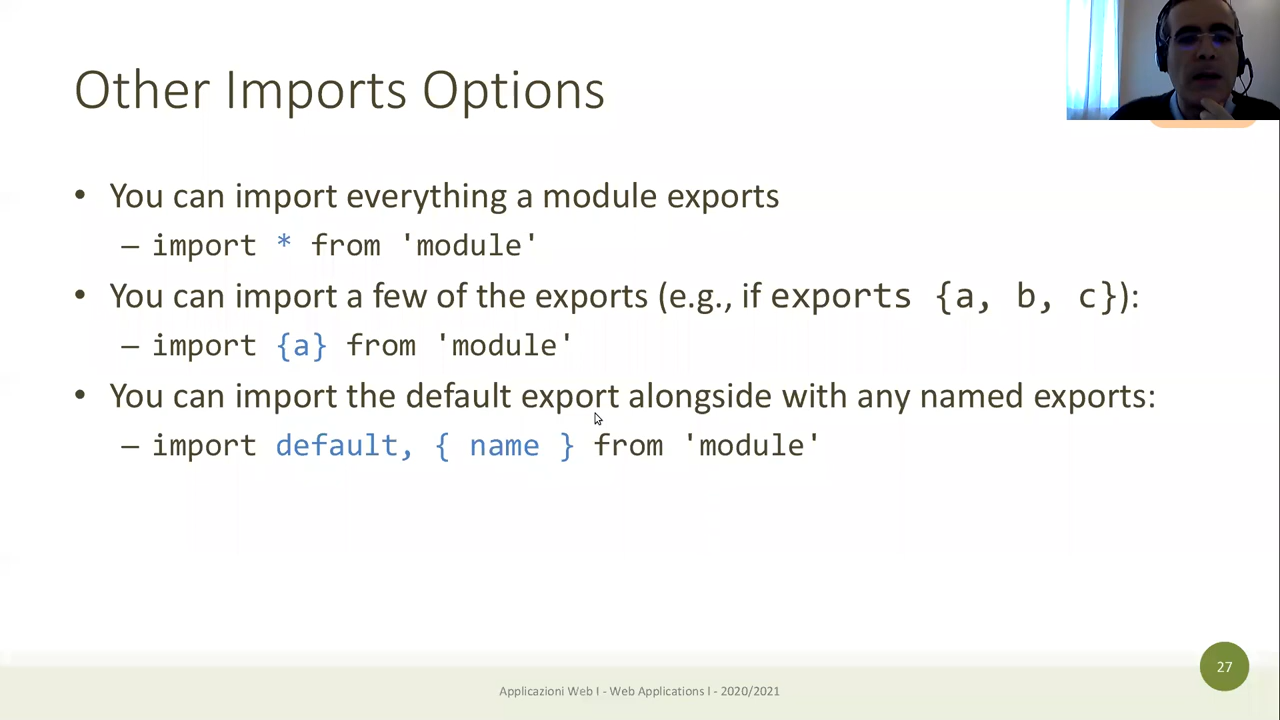 Other Imports Options
• You can import everything a module exports
– import * from 'module'
• You can import a few of the exports (e.g., if exports {a, b, c}):
– import {a} from 'module'
• You can import the default export alongside with any named exports:
– import default, { name } from 'module'
27
Applicazioni Web I - Web Applications I - 2020/2021